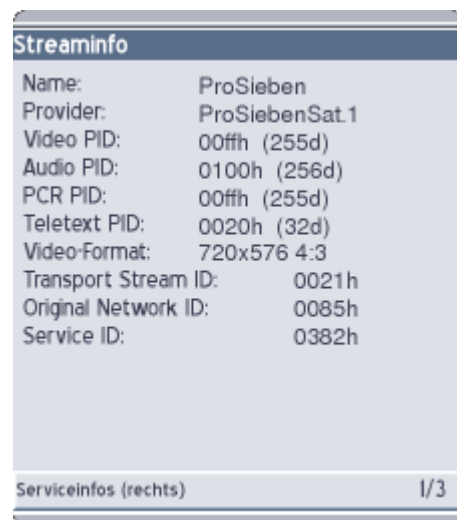 Streaminfo
Name: ProSieben
Provider: ProSiebenSat.1
Video PID: 00ffh (255d)
Audio PID: 0100h (256d)
PCR PID: 00ffh (255d)
Teletext PID: 0020h (32d)
Video-Format: 720x576 4:3
Transport Stream ID: 0021h
Original Network ID: 0085h
Service ID: 0382h
Serviceinfos (rechts) 1/3